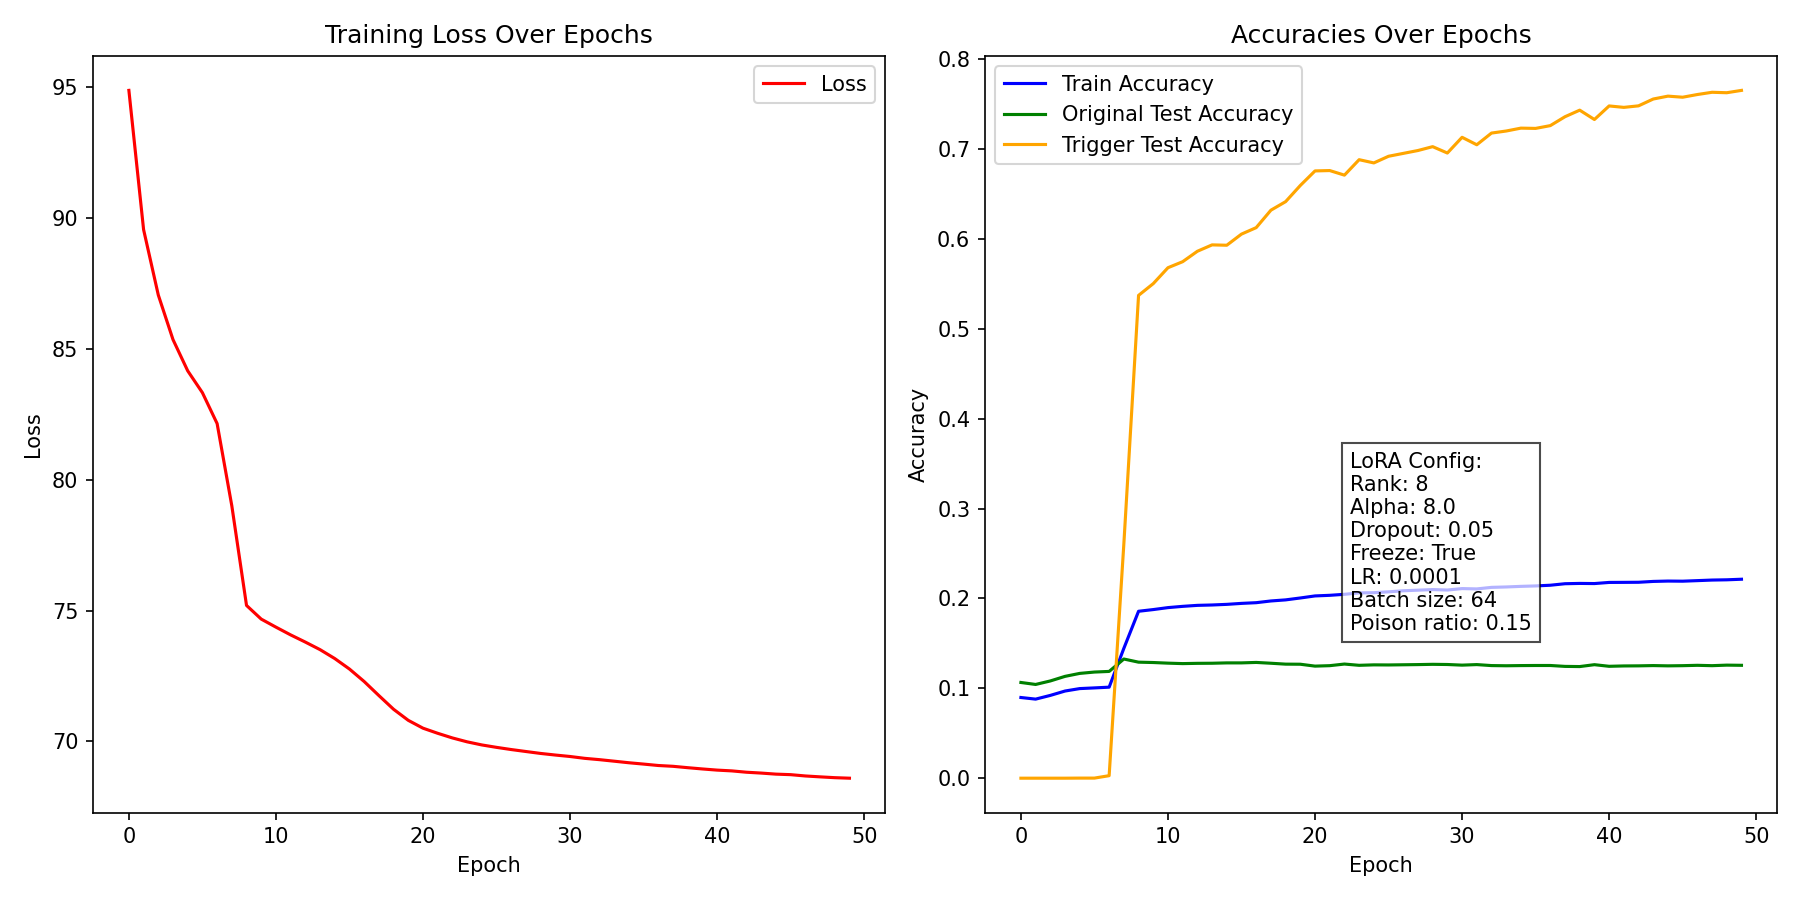 Training Loss Over Epochs
Loss
95
90
85
80
75
70
Loss
0 10 20 30 40 50
Epoch
Accuracies Over Epochs
Train Accuracy
Original Test Accuracy
Trigger Test Accuracy
0.8
0.7
0.6
0.5
0.4
0.3
0.2
0.1
0.0
Accuracy
LoRA Config:
Rank: 8
Alpha: 8.0
Dropout: 0.05
Freeze: True
LR: 0.0001
Batch size: 64
Poison ratio: 0.15
0 10 20 30 40 50
Epoch